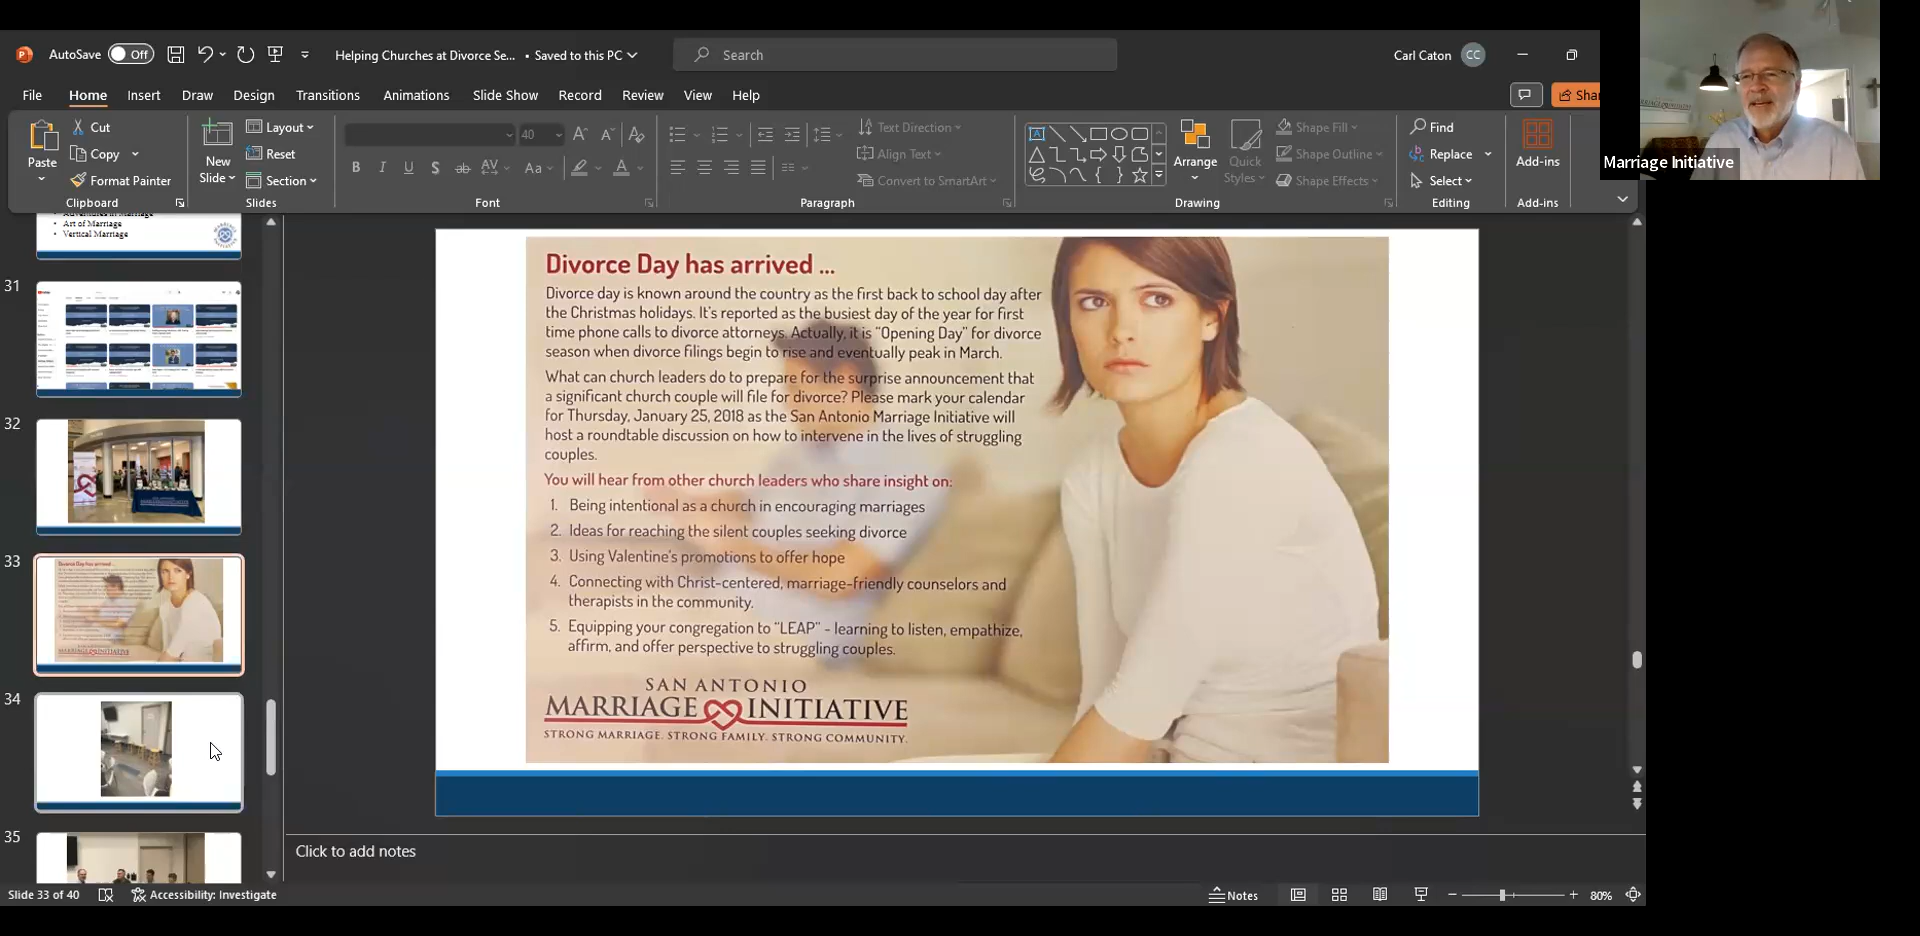 AutoSave Off
Helping Churches at Divorce Se... • Saved to this PC
Search
Carl Caton CC
File Home Insert Draw Design Transitions Animations Slide Show Record Review View Help
Shar
Paste
Cut
Copy
Format Painter
Clipboard
New
Slide
Layout
Reset
Section
Slides
40
B I U S ab AV Aa A
Font
Text Direction
Align Text
Convert to SmartArt
Paragraph
Arrange
Quick
Styles
Shape Fill
Shape Outline
Shape Effects
Drawing
Find
Replace
Select
Editing
Add-ins
Add-ins
Marriage Initiative
Adventures in Marriage
Art of Marriage
Vertical Marriage
31
32
33
34
35
Divorce Day has arrived ...
Divorce day is known around the country as the first back to school day after
the Christmas holidays. It's reported as the busiest day of the year for first
time phone calls to divorce attorneys. Actually, it is "Opening Day" for divorce
season when divorce filings begin to rise and eventually peak in March.
What can church leaders do to prepare for the surprise announcement that
a significant church couple will file for divorce? Please mark your calendar
for Thursday, January 25, 2018 as the San Antonio Marriage Initiative will
host a roundtable discussion on how to intervene in the lives of struggling
couples.
You will hear from other church leaders who share insight on:
1. Being intentional as a church in encouraging marriages
2. Ideas for reaching the silent couples seeking divorce
3. Using Valentine's promotions to offer hope
4. Connecting with Christ-centered, marriage-friendly counselors and
therapists in the community.
5. Equipping your congregation to "LEAP" - learning to listen, empathize,
affirm, and offer perspective to struggling couples.
SAN ANTONIO
MARRIAGE INITIATIVE
STRONG MARRIAGE. STRONG FAMILY. STRONG COMMUNITY.
Click to add notes
Slide 33 of 40
Accessibility: Investigate
Notes
80%